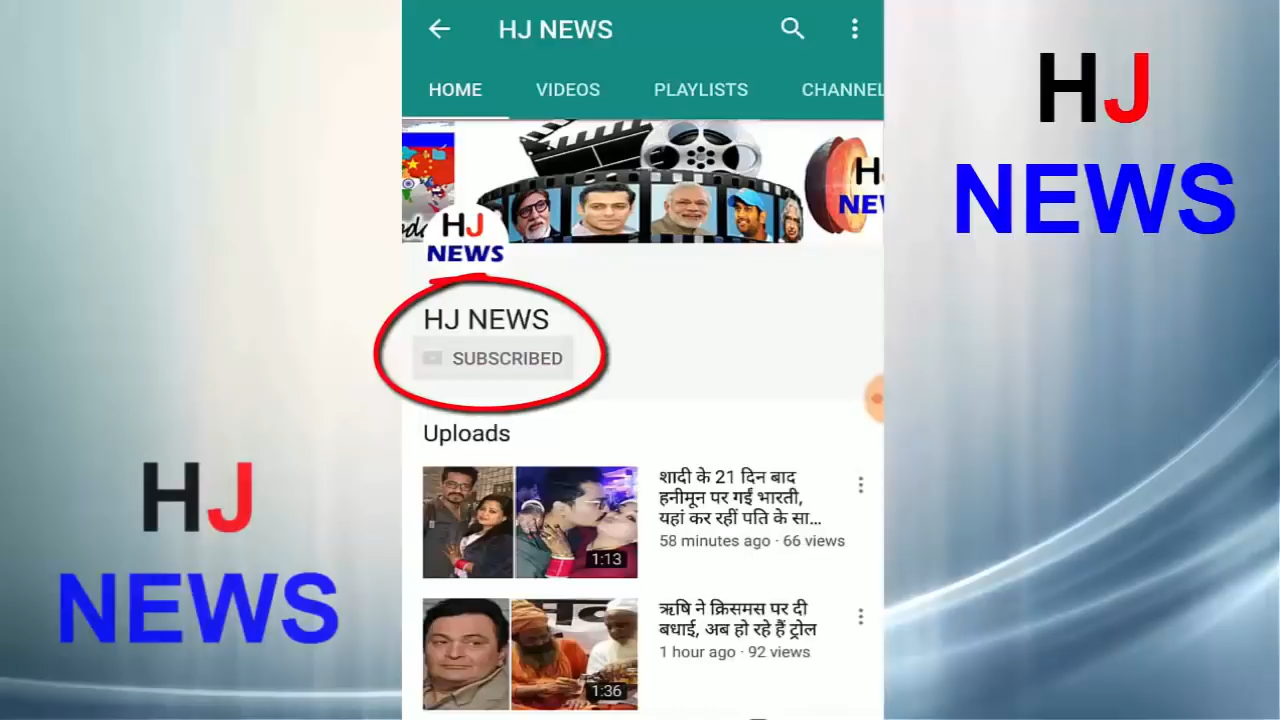 HJ NEWS
HOME VIDEOS PLAYLISTS CHANNEL
HJ
NEWS
HJ
NEWS
HJ
NEWS
HJ NEWS
SUBSCRIBED
Uploads
शादी के 21 दिन बाद
हनीमून पर गईं भारती,
यहां कर रहीं पति के सा...
58 minutes ago · 66 views
1:13
ऋषि ने क्रिसमस पर दी
बधाई, अब हो रहे हैं ट्रोल
1 hour ago · 92 views
1:36
HJ
NEWS